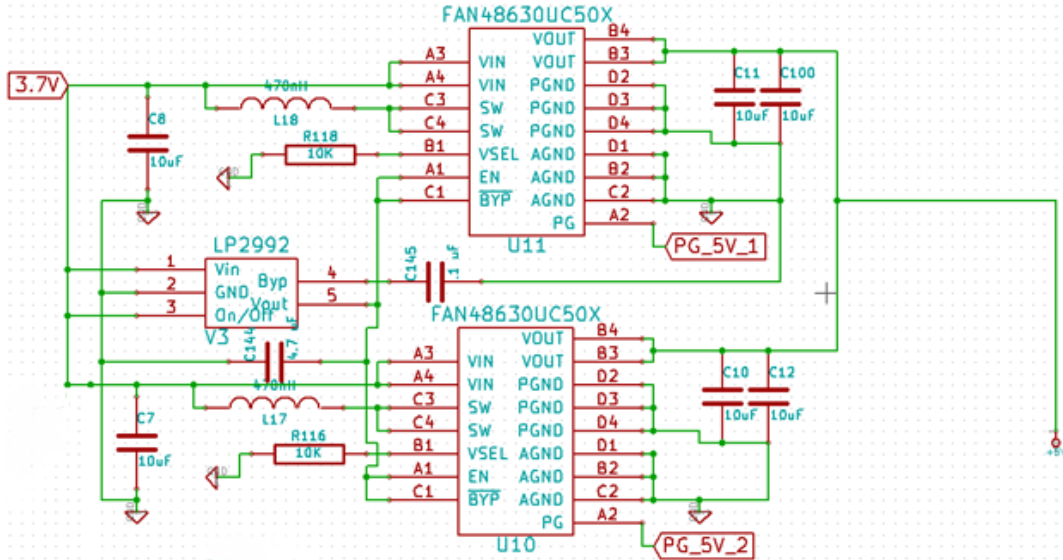 FAN48630UC50X
3.7V
C8
10uF
470nH
L18
R118
10K
A3 VIN
A4 VIN
C3 SW
C4 SW
B1 VSEL
A1 EN
C1 BYP
VOUT B4
VOUT B3
PGND D2
PGND D3
PGND D4
AGND D1
AGND B2
AGND C2
PG A2
U11
C11
10uF
C100
10uF
PG_5V_1
LP2992
1 Vin
2 GND
3 On/Off
Byp 4
Vout 5
V3
C145
.1 uF
C144
4.7 uF
FAN48630UC50X
C7
10uF
470nH
L17
R116
10K
A3 VIN
A4 VIN
C3 SW
C4 SW
B1 VSEL
A1 EN
C1 BYP
VOUT B4
VOUT B3
PGND D2
PGND D3
PGND D4
AGND D1
AGND B2
AGND C2
PG A2
U10
C10
10uF
C12
10uF
PG_5V_2
+5V